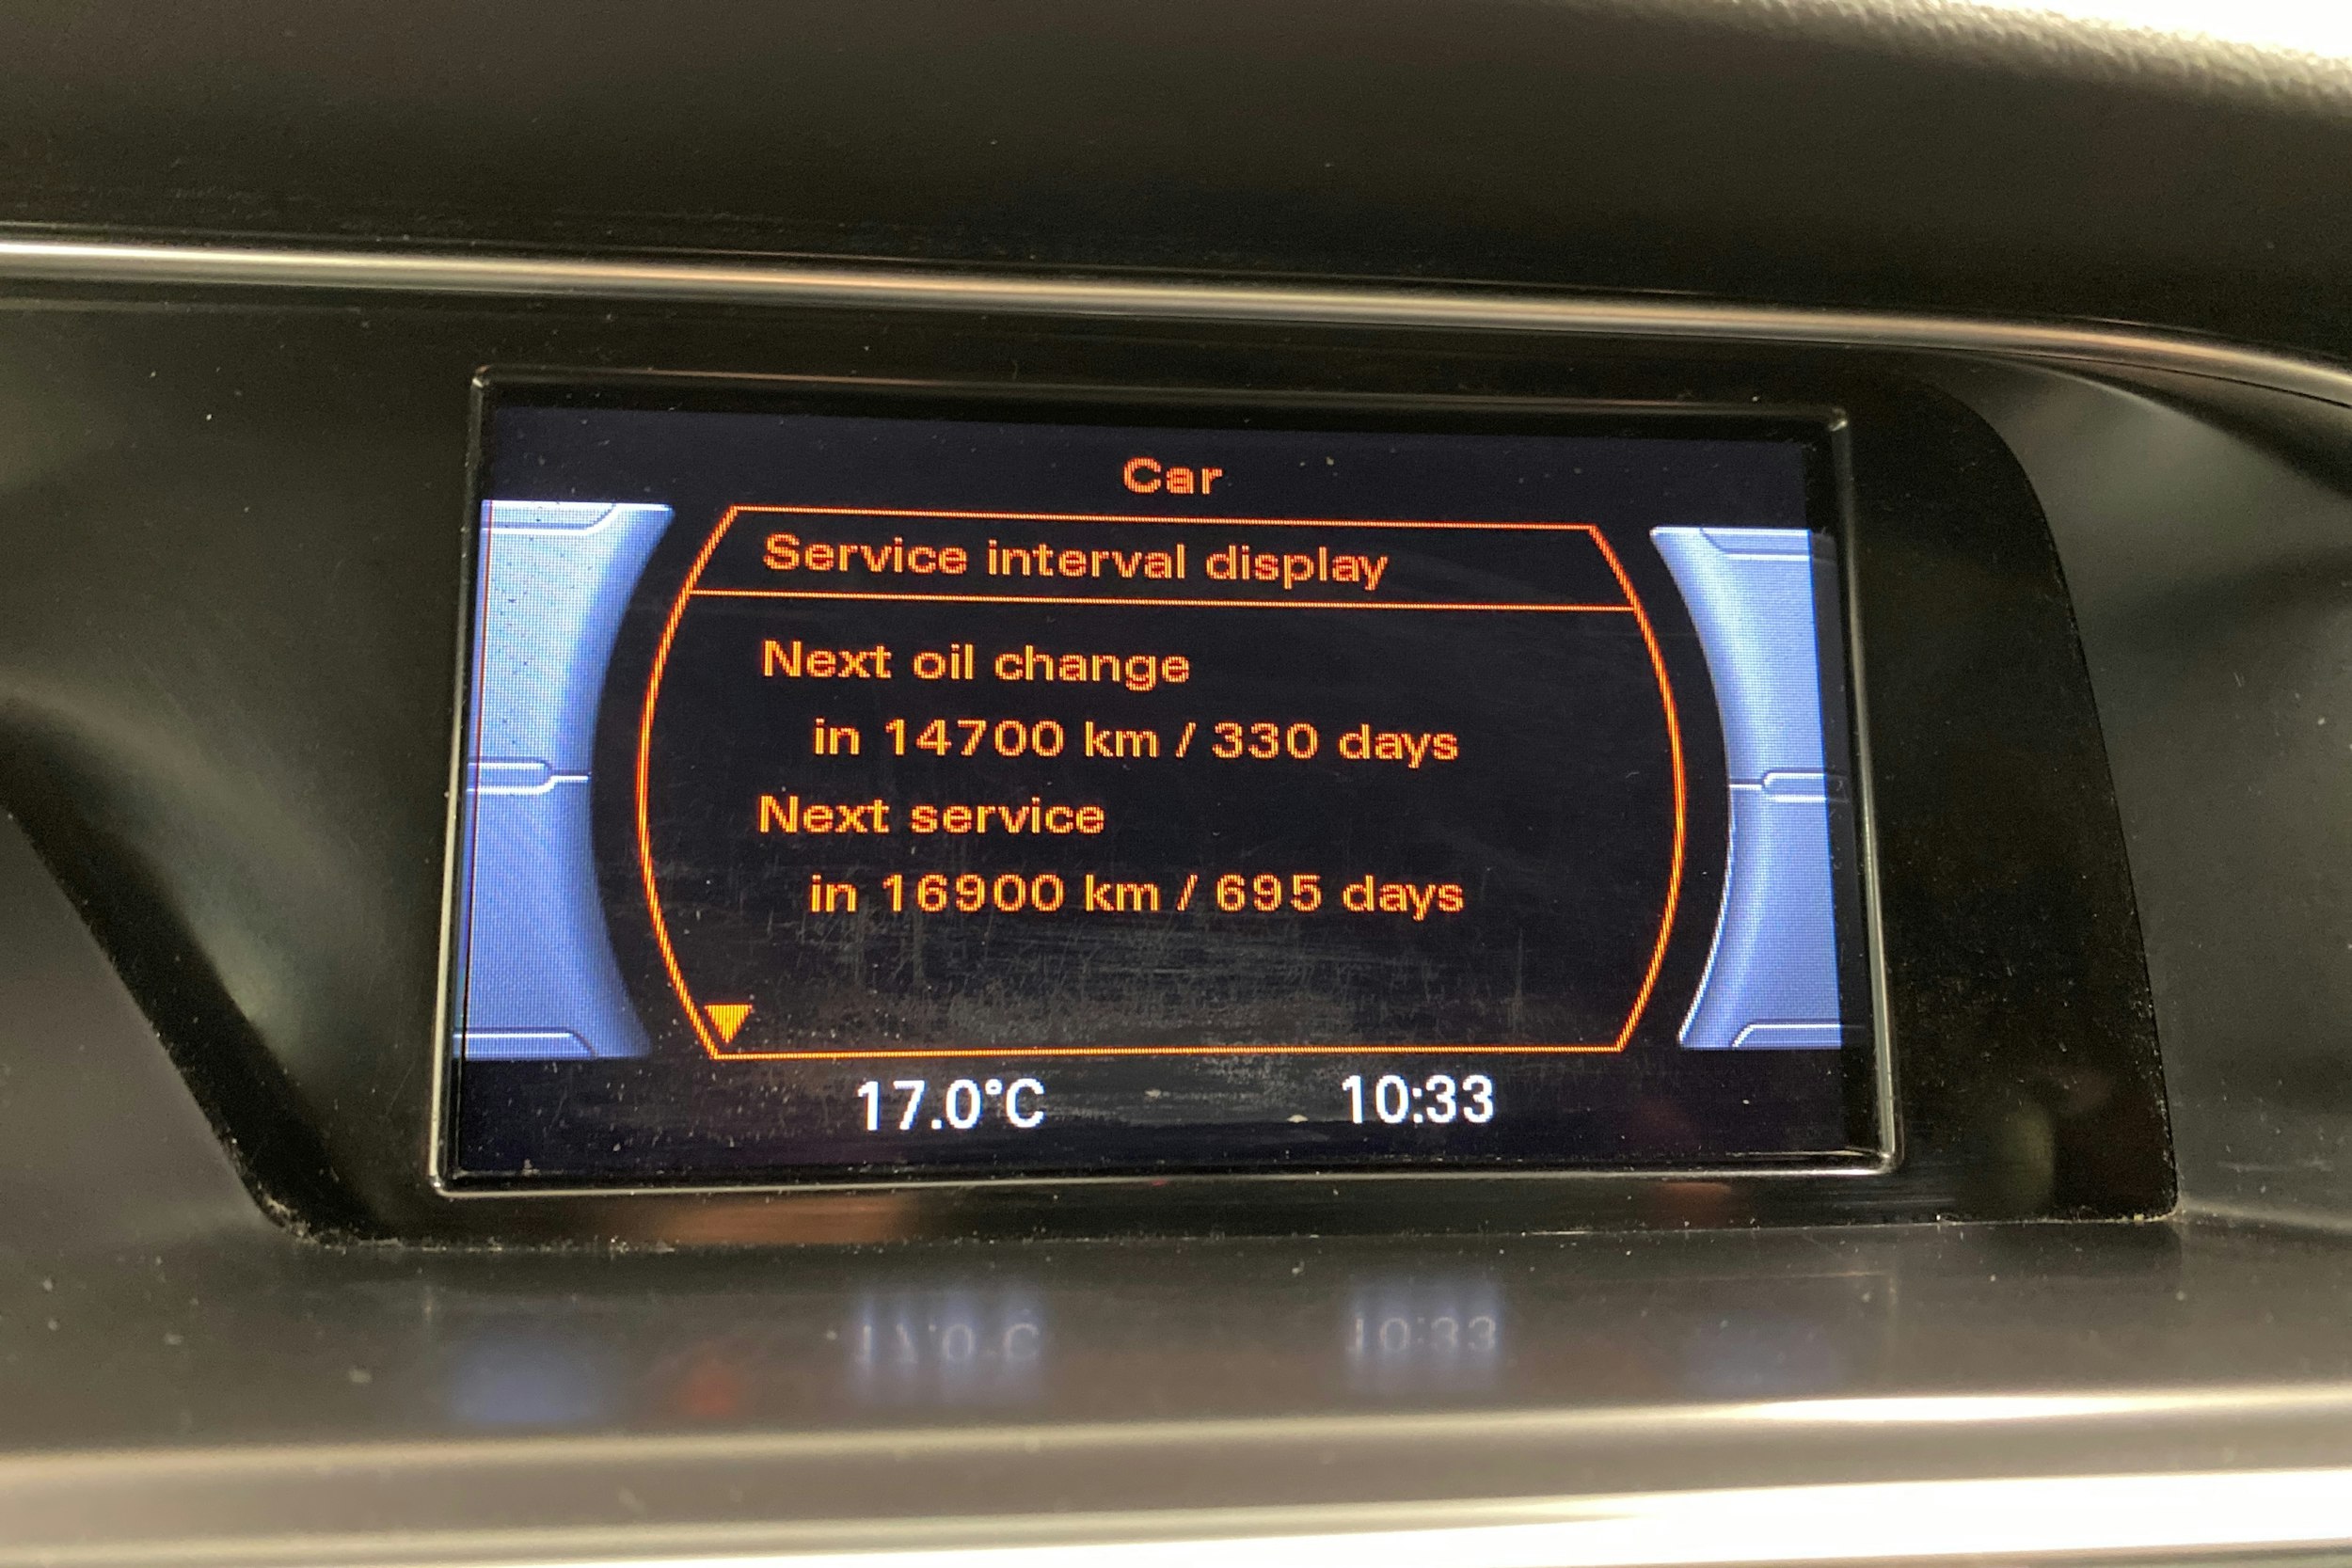 Car
Service interval display
Next oil change
in 14700 km / 330 days
Next service
in 16900 km / 695 days
17.0°C 10:33